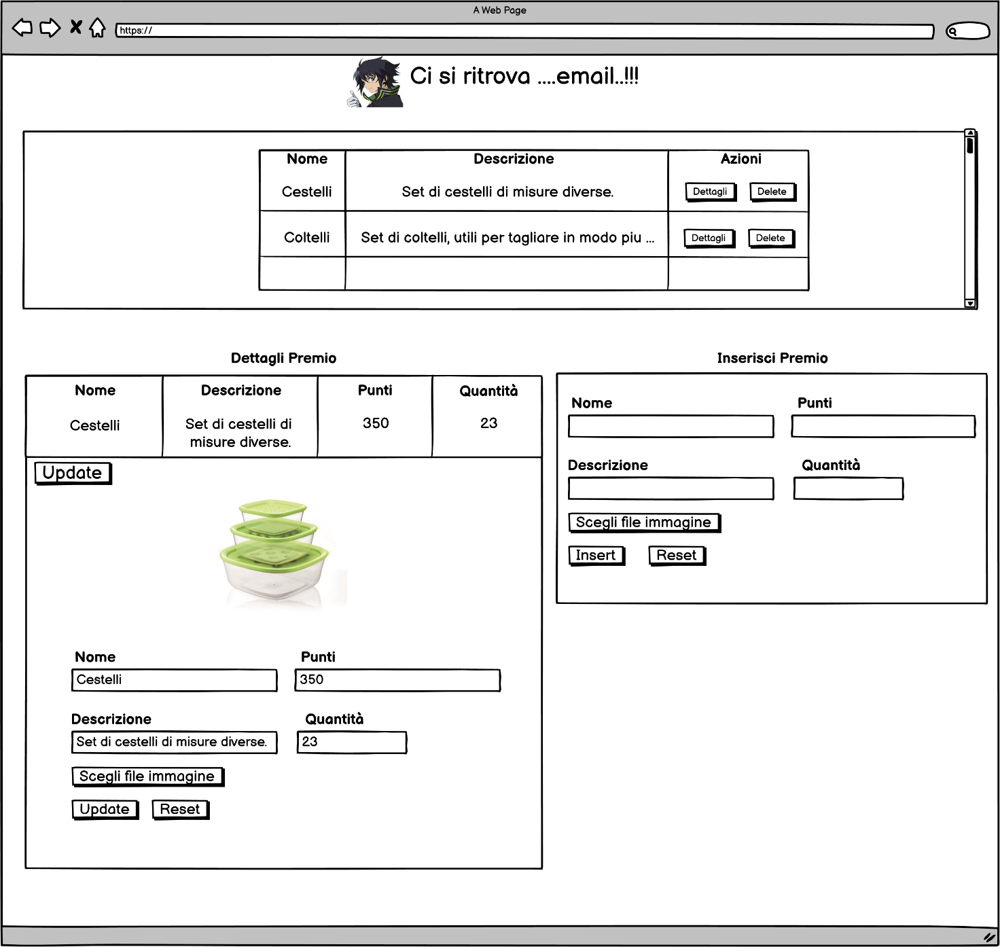 A Web Page
https://
Ci si ritrova ....email..!!!
Nome Descrizione Azioni
Cestelli Set di cestelli di misure diverse. Dettagli Delete
Coltelli Set di coltelli, utili per tagliare in modo piu ... Dettagli Delete
Dettagli Premio
Nome Descrizione Punti Quantità
Cestelli Set di cestelli di 350 23
misure diverse.
Update
Nome Punti
Cestelli 350
Descrizione Quantità
Set di cestelli di misure diverse. 23
Scegli file immagine
Update Reset
Inserisci Premio
Nome Punti
Descrizione Quantità
Scegli file immagine
Insert Reset